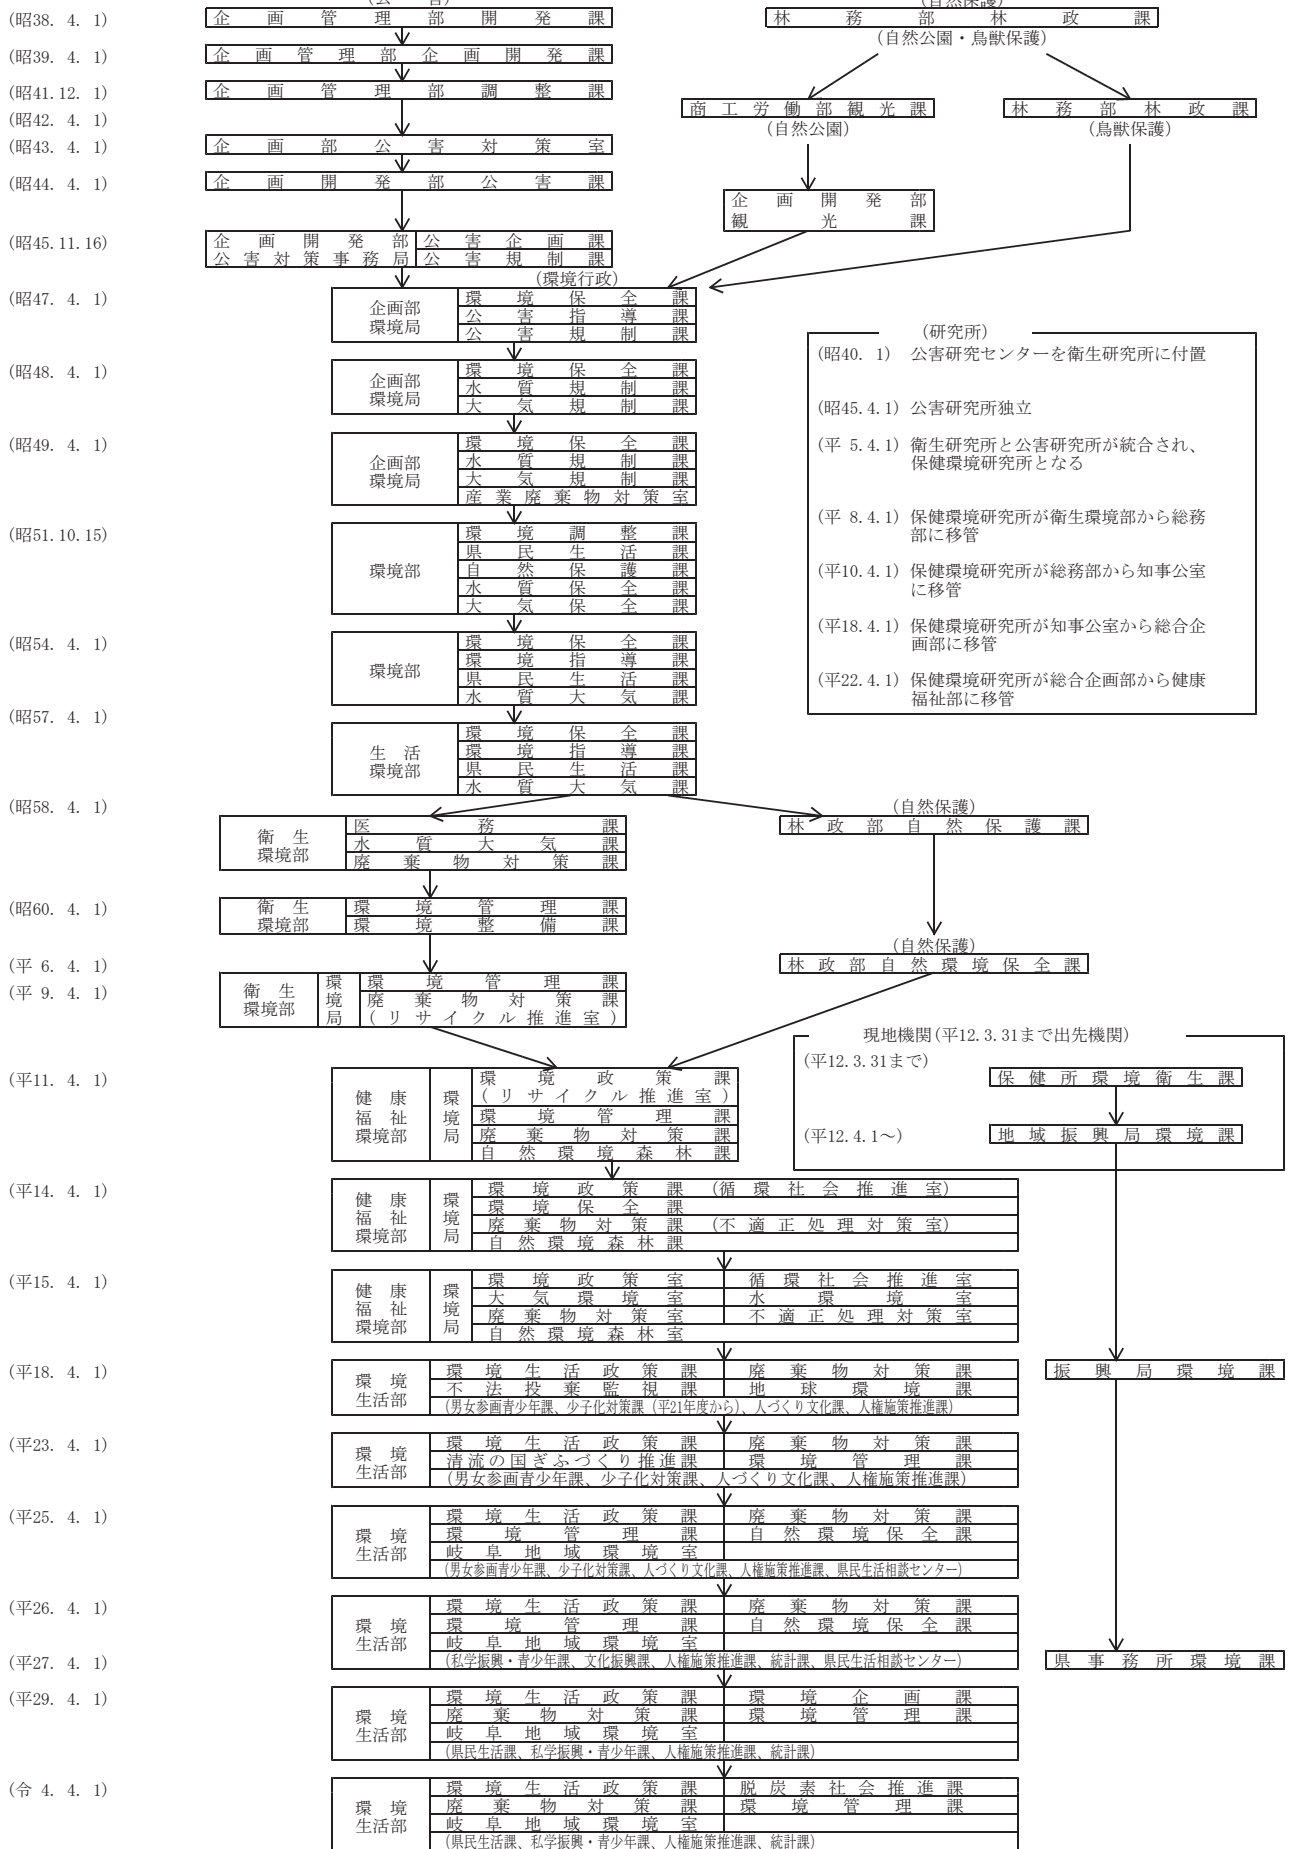 (公　害)
(自然保護)
(昭38. 4. 1)
企画管理部開発課
林務部林政課
(自然公園・鳥獣保護)
(昭39. 4. 1)
企画管理部企画開発課
(昭41.12. 1)
企画管理部調整課
商工労働部観光課
林務部林政課
(昭42. 4. 1)
(自然公園)
(鳥獣保護)
(昭43. 4. 1)
企画部公害対策室
(昭44. 4. 1)
企画開発部公害課
企画開発部
観光課
(昭45.11.16)
企画開発部
公害対策事務局
公害企画課
公害規制課
(環境行政)
(昭47. 4. 1)
企画部
環境局
環境保全課
公害指導課
公害規制課
(昭48. 4. 1)
企画部
環境局
環境保全課
水質規制課
大気規制課
(昭49. 4. 1)
企画部
環境局
環境保全課
水質規制課
大気規制課
産業廃棄物対策室
(昭51.10.15)
環境部
環境調整課
県民生活課
自然保護課
水質保全課
大気保全課
(昭54. 4. 1)
環境部
環境保全課
環境指導課
県民生活課
水質大気課
(昭57. 4. 1)
生　活
環境部
環境保全課
環境指導課
県民生活課
水質大気課
(研究所)
(昭40. 1)　公害研究センターを衛生研究所に付置
(昭45.4.1) 公害研究所独立
(平 5.4.1) 衛生研究所と公害研究所が統合され、
保健環境研究所となる
(平 8.4.1) 保健環境研究所が衛生環境部から総務
部に移管
(平10.4.1) 保健環境研究所が総務部から知事公室
に移管
(平18.4.1) 保健環境研究所が知事公室から総合企
画部に移管
(平22.4.1) 保健環境研究所が総合企画部から健康
福祉部に移管
(昭58. 4. 1)
衛　生
環境部
医務課
水質大気課
廃棄物対策課
(自然保護)
林政部自然保護課
(昭60. 4. 1)
衛　生
環境部
環境管理課
環境整備課
(平 6. 4. 1)
(自然保護)
林政部自然環境保全課
(平 9. 4. 1)
衛　生
環境部
環
境
局
環境管理課
廃棄物対策課
(リサイクル推進室)
現地機関(平12.3.31まで出先機関)
(平12.3.31まで)
保健所環境衛生課
(平12.4.1～)
地域振興局環境課
(平11. 4. 1)
健　康
福　祉
環境部
環
境
局
環境政策課
(リサイクル推進室)
環境管理課
廃棄物対策課
自然環境森林課
(平14. 4. 1)
健　康
福　祉
環境部
環
境
局
環境政策課 (循環社会推進室)
環境保全課
廃棄物対策課 (不適正処理対策室)
自然環境森林課
(平15. 4. 1)
健　康
福　祉
環境部
環
境
局
環境政策室　循環社会推進室
大気環境室　水環境室
廃棄物対策室　不適正処理対策室
自然環境森林室
(平18. 4. 1)
環　境
生活部
環境生活政策課　廃棄物対策課
不法投棄監視課　地球環境課
(男女参画青少年課、少子化対策課（平21年度から）、人づくり文化課、人権施策推進課)
振興局環境課
(平23. 4. 1)
環　境
生活部
環境生活政策課　廃棄物対策課
清流の国ぎふづくり推進課　環境管理課
(男女参画青少年課、少子化対策課、人づくり文化課、人権施策推進課)
(平25. 4. 1)
環　境
生活部
環境生活政策課　廃棄物対策課
環境管理課　自然環境保全課
岐阜地域環境室
(男女参画青少年課、少子化対策課、人づくり文化課、人権施策推進課、県民生活相談センター)
(平26. 4. 1)
環　境
生活部
環境生活政策課　廃棄物対策課
環境管理課　自然環境保全課
岐阜地域環境室
(私学振興・青少年課、文化振興課、人権施策推進課、統計課、県民生活相談センター)
(平27. 4. 1)
県事務所環境課
(平29. 4. 1)
環　境
生活部
環境生活政策課　環境企画課
廃棄物対策課　環境管理課
岐阜地域環境室
(県民生活課、私学振興・青少年課、人権施策推進課、統計課)
(令 4. 4. 1)
環　境
生活部
環境生活政策課　脱炭素社会推進課
廃棄物対策課　環境管理課
岐阜地域環境室
(県民生活課、私学振興・青少年課、人権施策推進課、統計課)